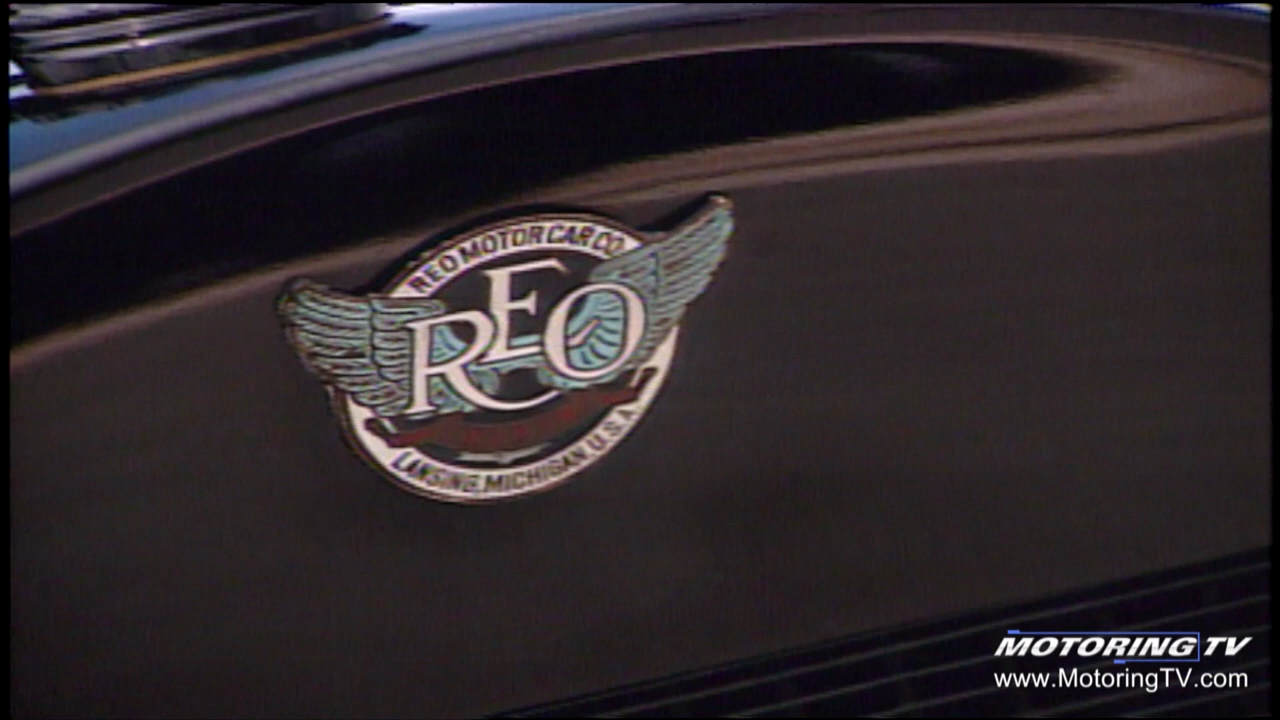 REO MOTOR CAR CO.
REO
LANSING, MICHIGAN, U.S.A.
MOTORING TV
www.MotoringTV.com